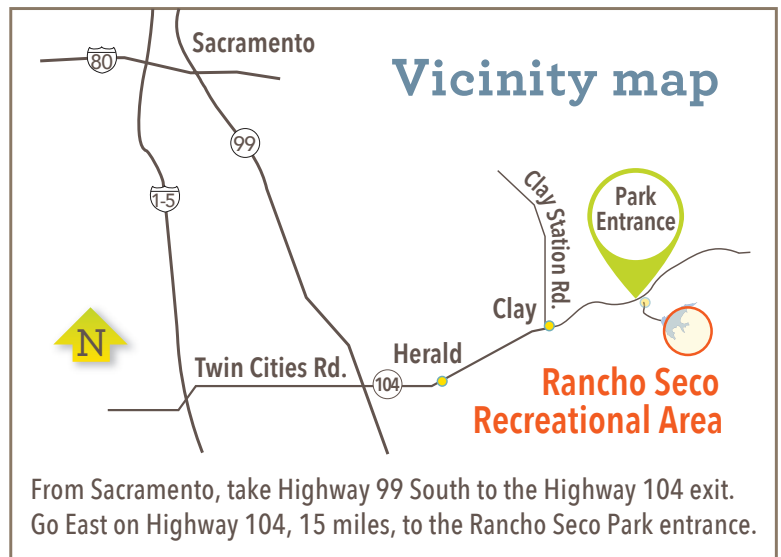 Sacramento
80
Vicinity map
99
1-5
Clay Station Rd.
Park
Entrance
Clay
N
Herald
Twin Cities Rd.
104
Rancho Seco
Recreational Area
From Sacramento, take Highway 99 South to the Highway 104 exit.
Go East on Highway 104, 15 miles, to the Rancho Seco Park entrance.